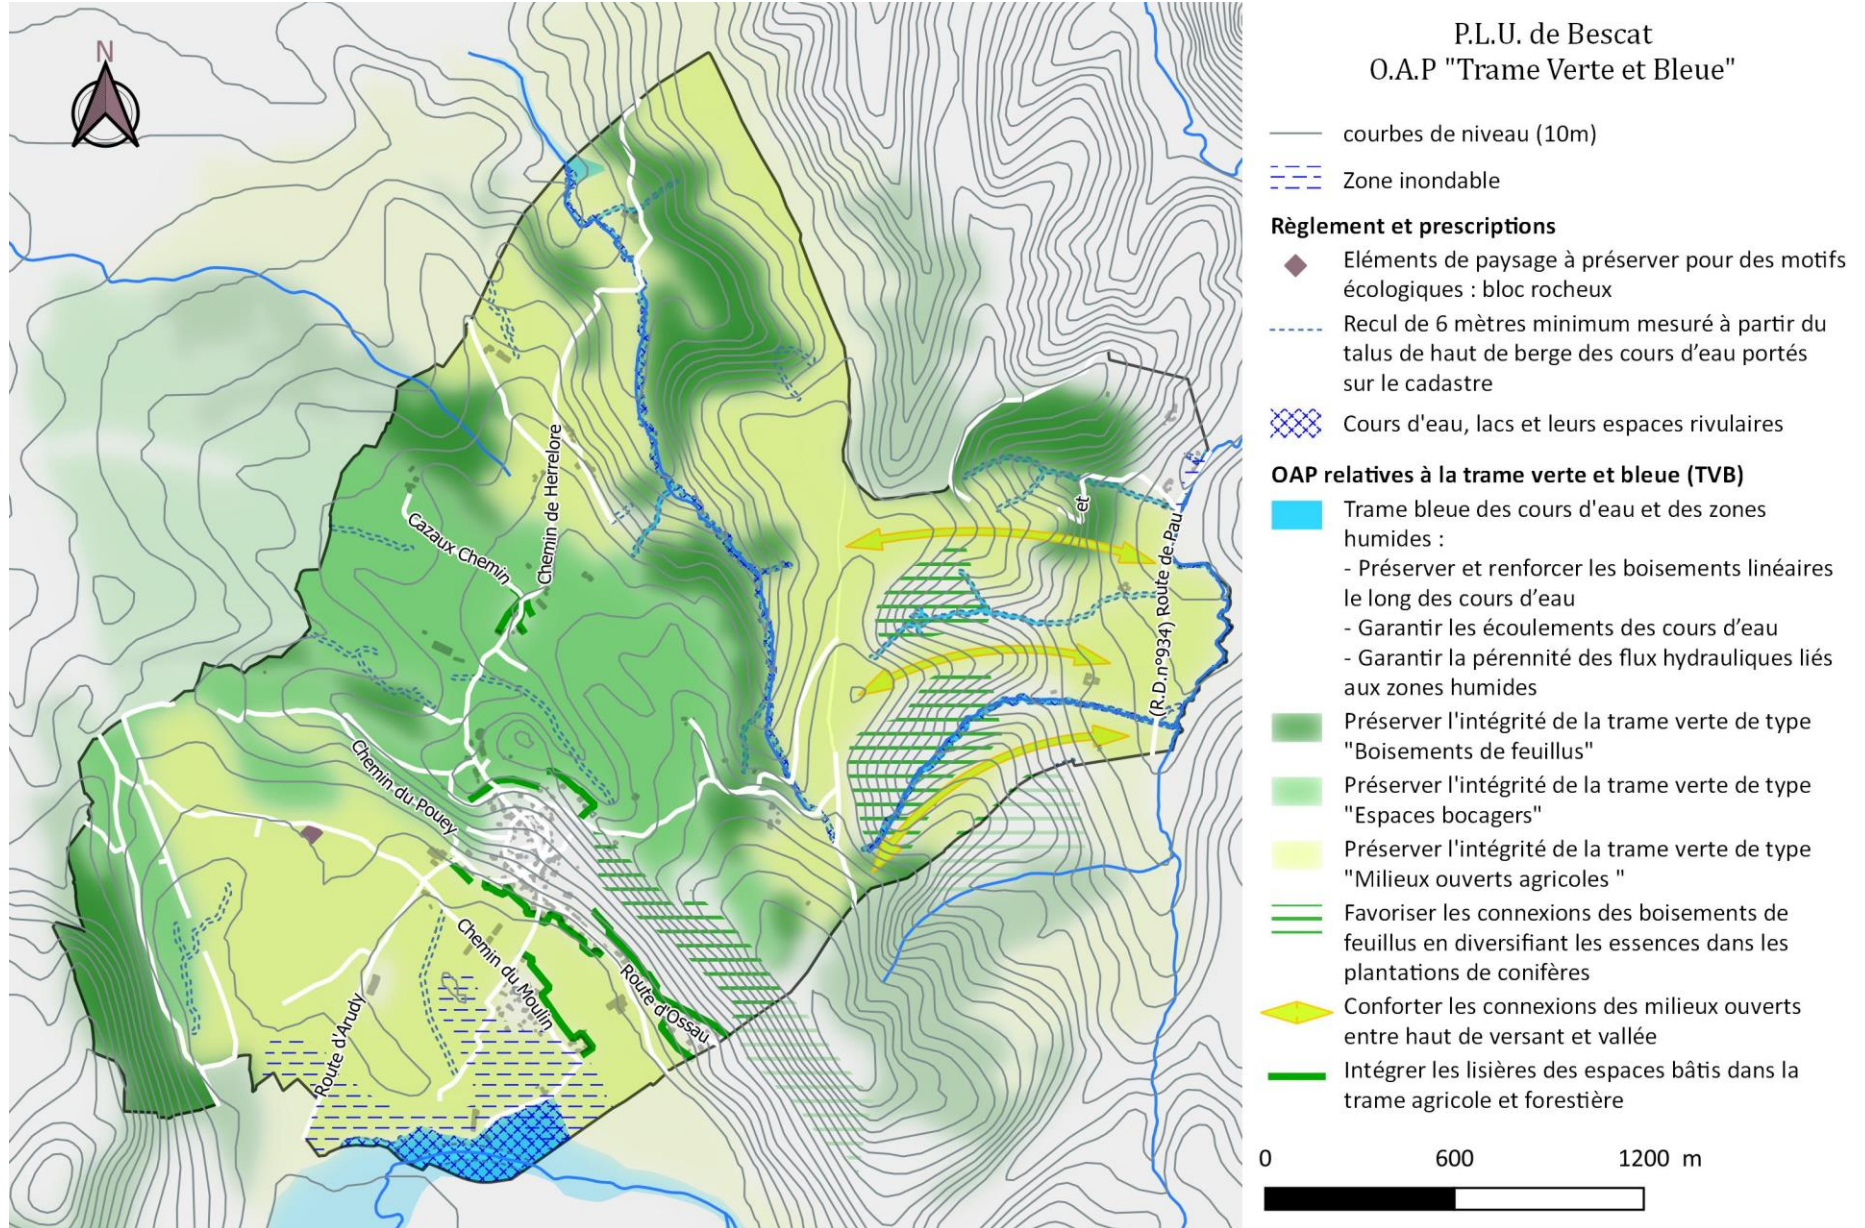 P.L.U. de Bescat
O.A.P "Trame Verte et Bleue"
N
courbes de niveau (10m)
Zone inondable
Règlement et prescriptions
Eléments de paysage à préserver pour des motifs
écologiques : bloc rocheux
Recul de 6 mètres minimum mesuré à partir du
talus de haut de berge des cours d'eau portés
sur le cadastre
Cours d'eau, lacs et leurs espaces rivulaires
OAP relatives à la trame verte et bleue (TVB)
Trame bleue des cours d'eau et des zones
humides :
- Préserver et renforcer les boisements linéaires
le long des cours d'eau
- Garantir les écoulements des cours d'eau
- Garantir la pérennité des flux hydrauliques liés
aux zones humides
Préserver l'intégrité de la trame verte de type
"Boisements de feuillus"
Préserver l'intégrité de la trame verte de type
"Espaces bocagers"
Préserver l'intégrité de la trame verte de type
"Milieux ouverts agricoles "
Favoriser les connexions des boisements de
feuillus en diversifiant les essences dans les
plantations de conifères
Conforter les connexions des milieux ouverts
entre haut de versant et vallée
Intégrer les lisières des espaces bâtis dans la
trame agricole et forestière
0 600 1200 m
Chemin de Herrelore
Cazaux Chemin
et
(R.D.n°934) Route de Pau
Chemin du Pouey
Chemin du Moulin
Route d'Ossau
Route d'Arudy